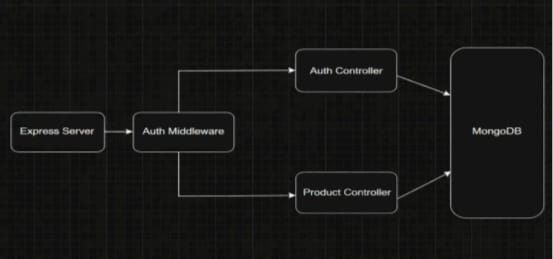 Express Server
Auth Middleware
Auth Controller
Product Controller
MongoDB